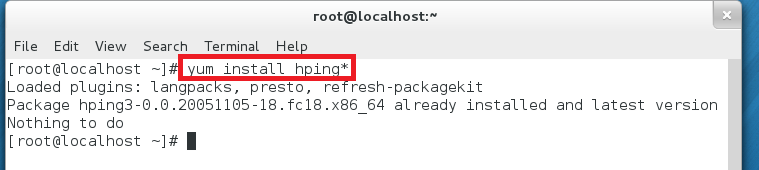 root@localhost:~
File Edit View Search Terminal Help
[root@localhost ~]# yum install hping*
Loaded plugins: langpacks, presto, refresh-packagekit
Package hping3-0.0.20051105-18.fc18.x86_64 already installed and latest version
Nothing to do
[root@localhost ~]#